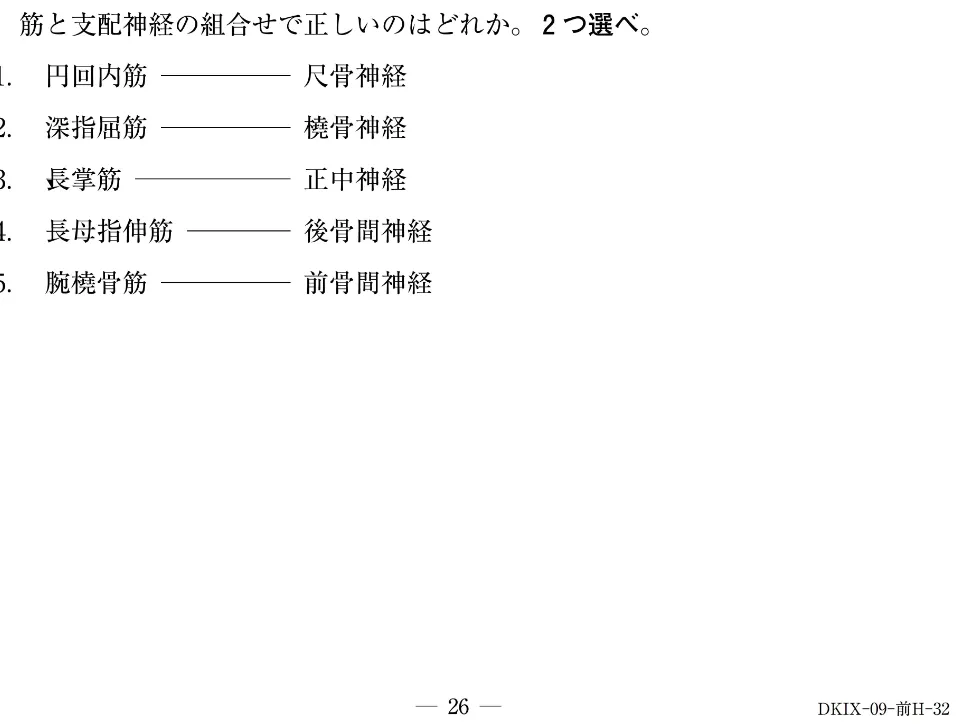 筋と支配神経の組合せで正しいのはどれか。2つ選べ。
1. 円回内筋 ――――― 尺骨神経
2. 深指屈筋 ――――― 橈骨神経
3. 長掌筋 ―――――― 正中神経
4. 長母指伸筋 ―――― 後骨間神経
5. 腕橈骨筋 ――――― 前骨間神経
― 26 ―
DKIX-09-前H-32